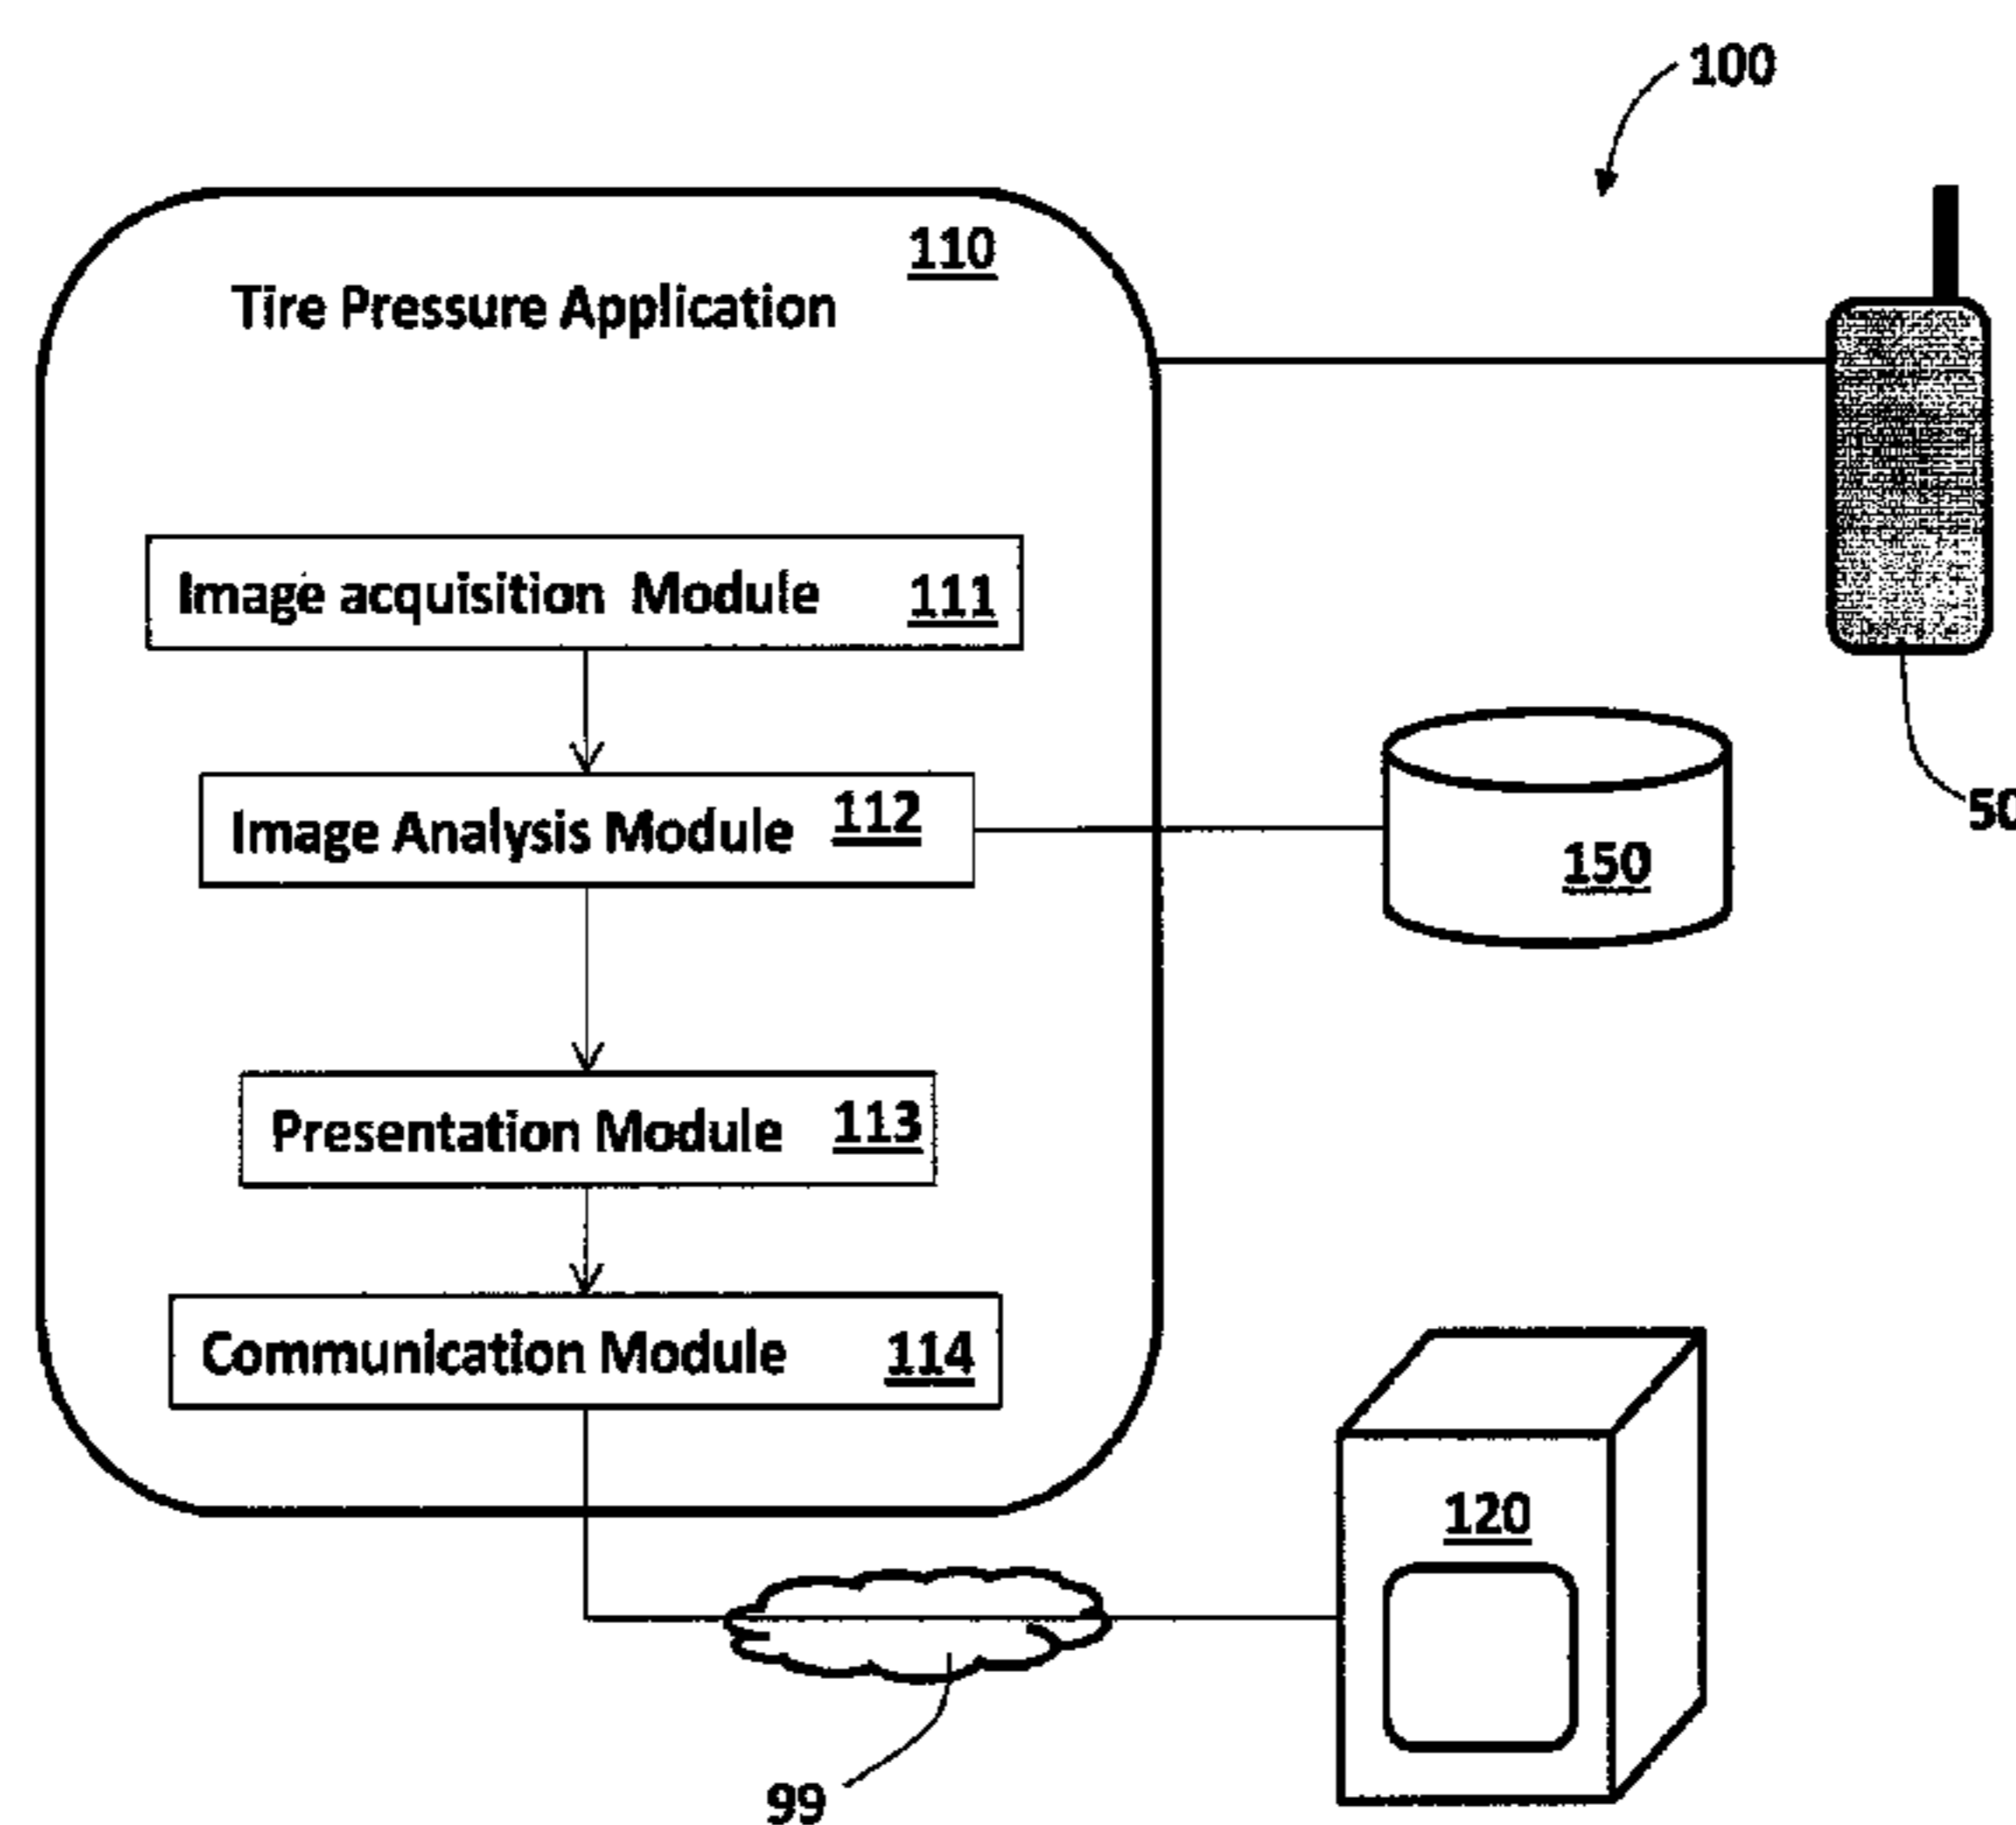 100
110
Tire Pressure Application
Image acquisition Module 111
Image Analysis Module 112
150
50
Presentation Module 113
Communication Module 114
120
99